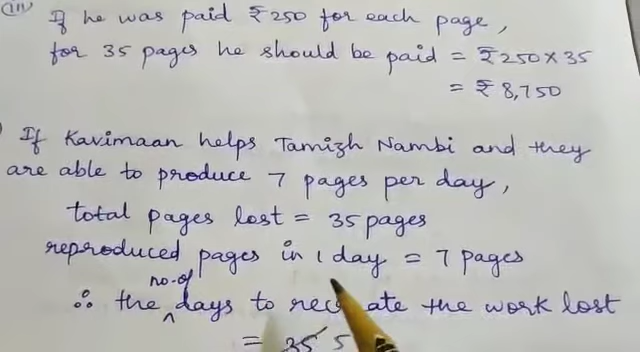 (iii) If he was paid ₹250 for each page,
for 35 pages he should be paid = ₹250×35
= ₹8,750
) If Kavimaan helps Tamizh Nambi and they
are able to produce 7 pages per day,
total pages lost = 35 pages
reproduced pages in 1 day = 7 pages
∴ the no. of days to the work lost
= 35 5